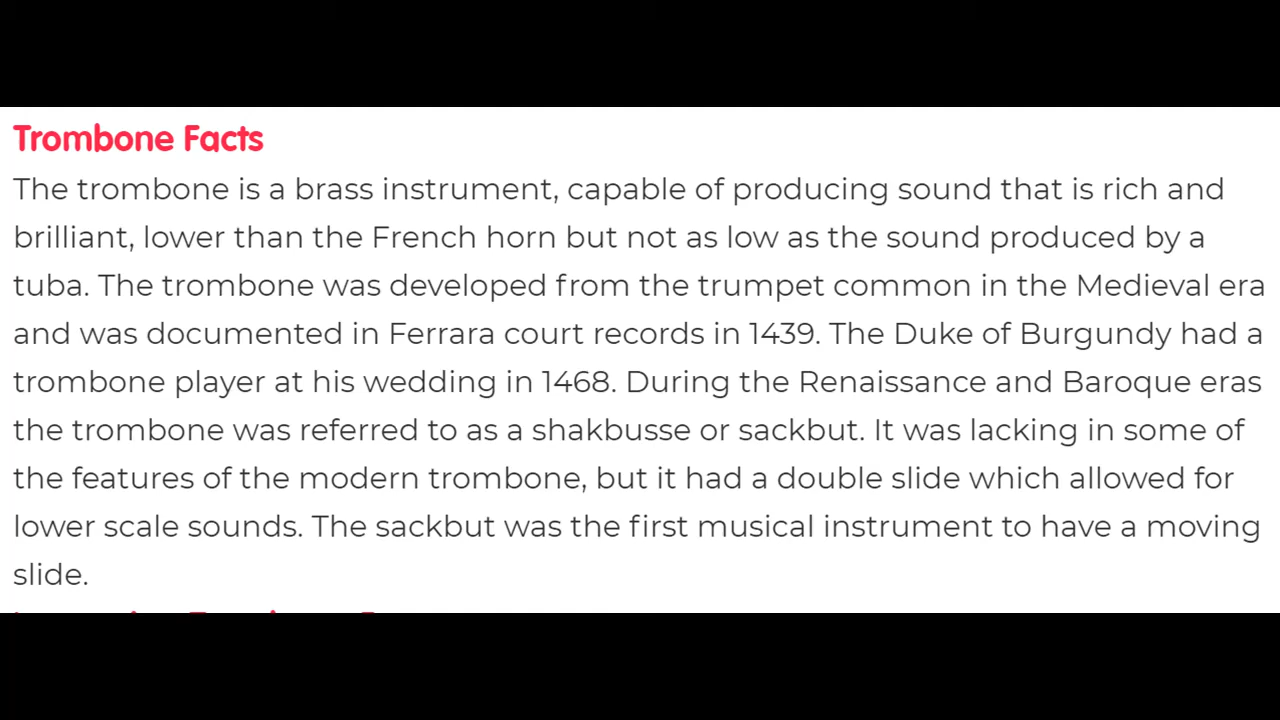 Trombone Facts
The trombone is a brass instrument, capable of producing sound that is rich and
brilliant, lower than the French horn but not as low as the sound produced by a
tuba. The trombone was developed from the trumpet common in the Medieval era
and was documented in Ferrara court records in 1439. The Duke of Burgundy had a
trombone player at his wedding in 1468. During the Renaissance and Baroque eras
the trombone was referred to as a shakbusse or sackbut. It was lacking in some of
the features of the modern trombone, but it had a double slide which allowed for
lower scale sounds. The sackbut was the first musical instrument to have a moving
slide.